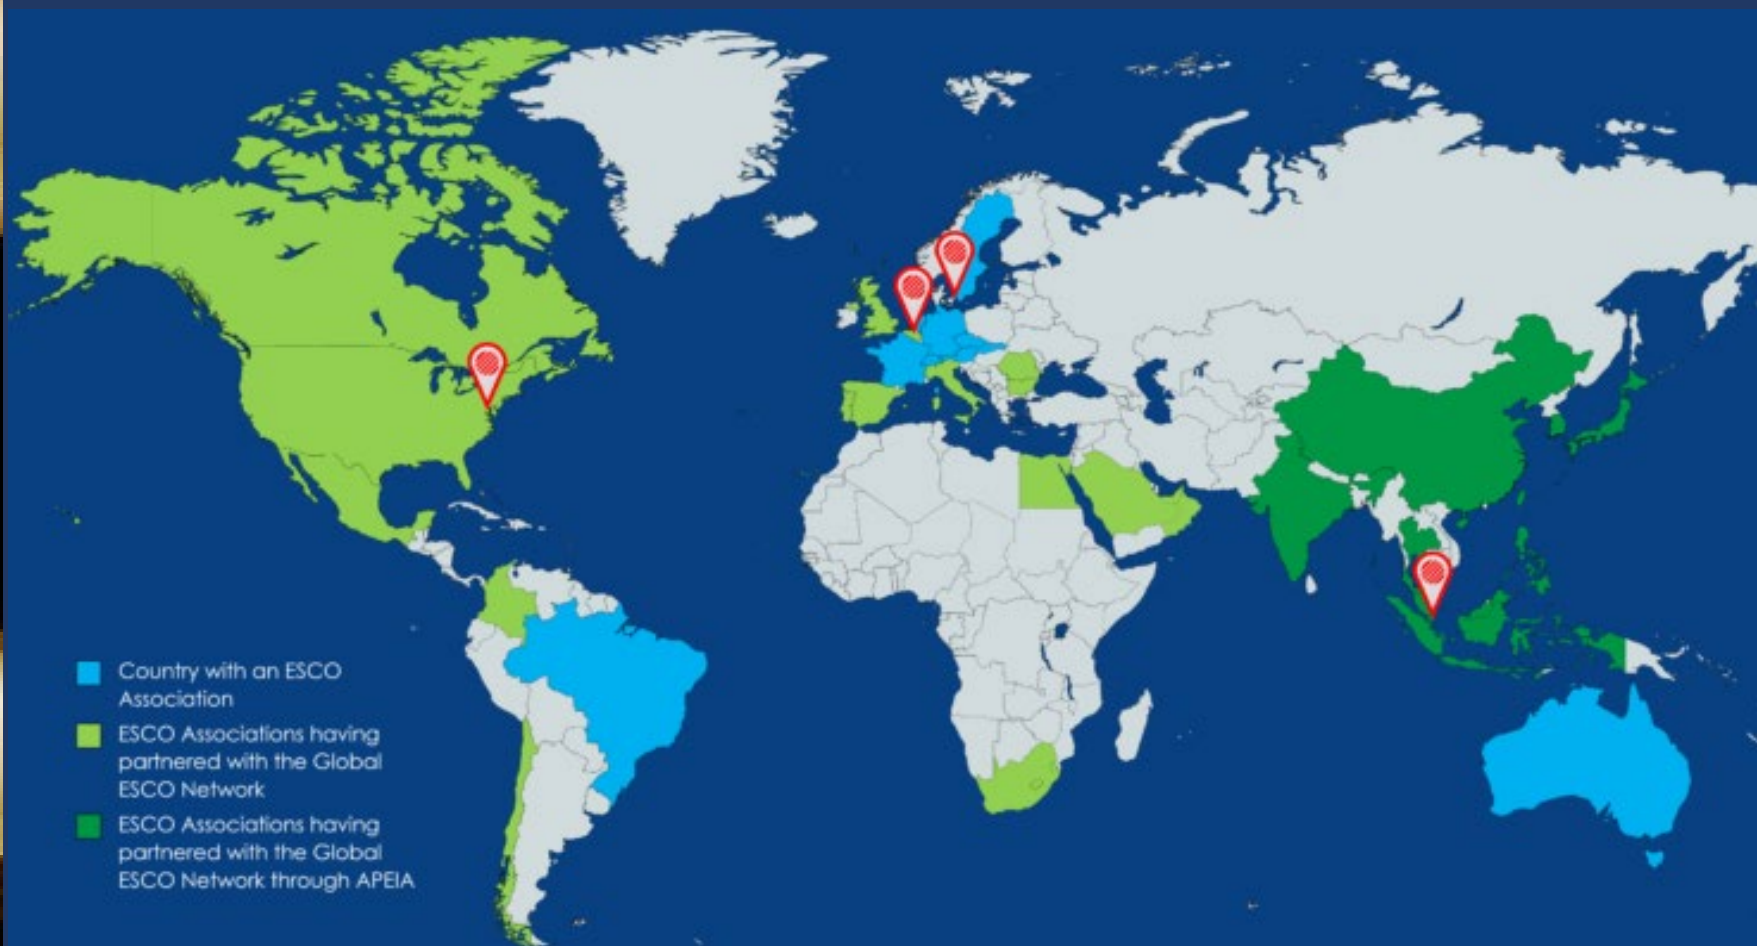 Country with an ESCO
Association
ESCO Associations having
partnered with the Global
ESCO Network
ESCO Associations having
partnered with the Global
ESCO Network through APEIA